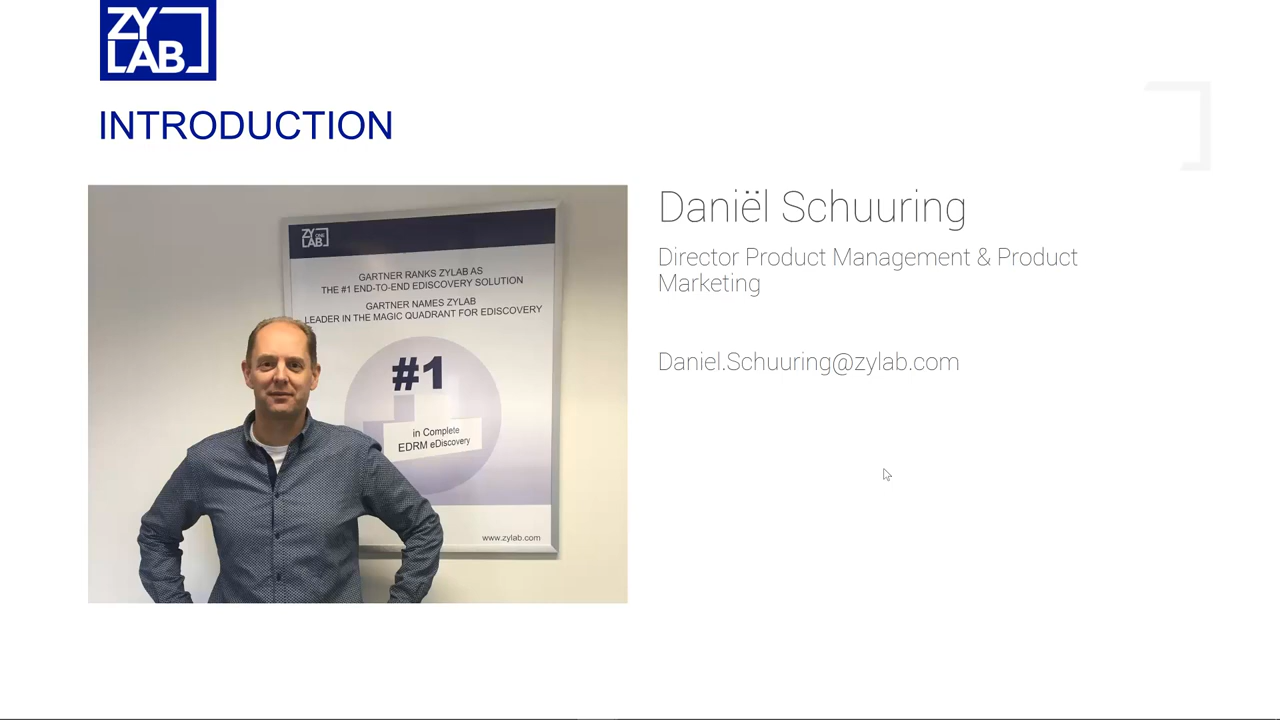 ZY
LAB
INTRODUCTION
ZY ONE
LAB
GARTNER RANKS ZYLAB AS
THE #1 END-TO-END EDISCOVERY SOLUTION
GARTNER NAMES ZYLAB
LEADER IN THE MAGIC QUADRANT FOR EDISCOVERY
#1
in Complete
EDRM eDiscovery
www.zylab.com
Daniël Schuuring
Director Product Management & Product
Marketing
Daniel.Schuuring@zylab.com